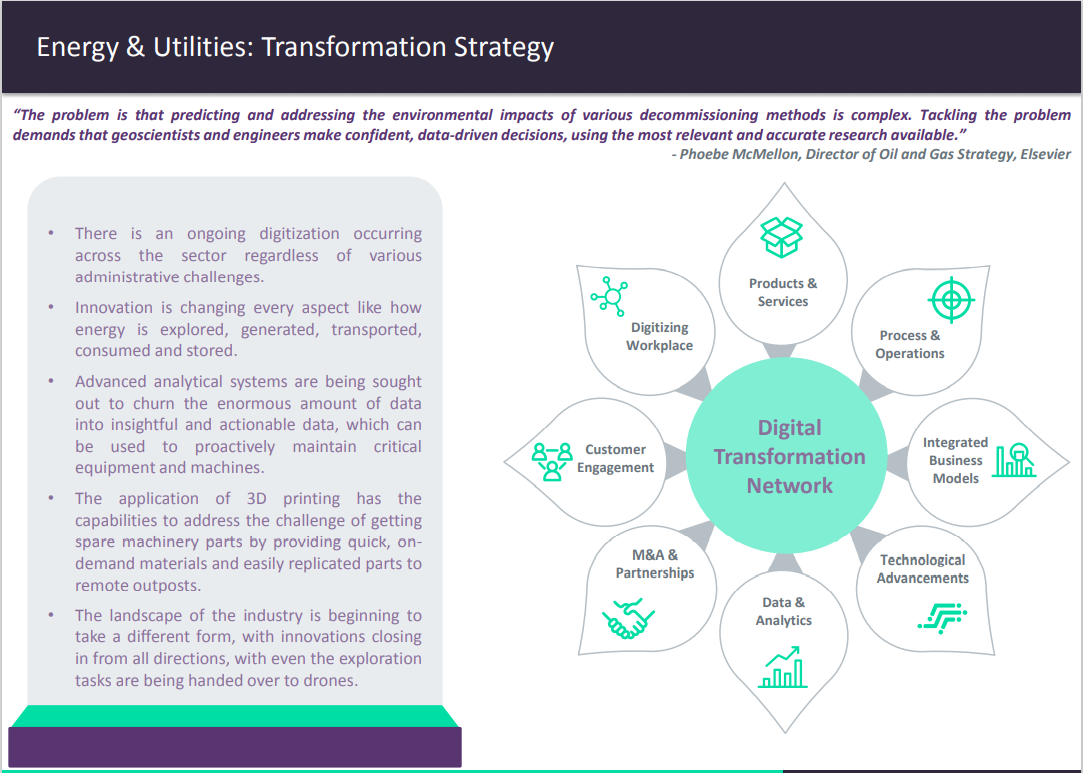 Energy & Utilities: Transformation Strategy
“The problem is that predicting and addressing the environmental impacts of various decommissioning methods is complex. Tackling the problem
demands that geoscientists and engineers make confident, data-driven decisions, using the most relevant and accurate research available.”
- Phoebe McMellon, Director of Oil and Gas Strategy, Elsevier
• There is an ongoing digitization occurring
across the sector regardless of various
administrative challenges.
• Innovation is changing every aspect like how
energy is explored, generated, transported,
consumed and stored.
• Advanced analytical systems are being sought
out to churn the enormous amount of data
into insightful and actionable data, which can
be used to proactively maintain critical
equipment and machines.
• The application of 3D printing has the
capabilities to address the challenge of getting
spare machinery parts by providing quick, on-
demand materials and easily replicated parts to
remote outposts.
• The landscape of the industry is beginning to
take a different form, with innovations closing
in from all directions, with even the exploration
tasks are being handed over to drones.
Products &
Services
Process &
Operations
Integrated
Business
Models
Technological
Advancements
Data &
Analytics
M&A &
Partnerships
Customer
Engagement
Digitizing
Workplace
Digital
Transformation
Network